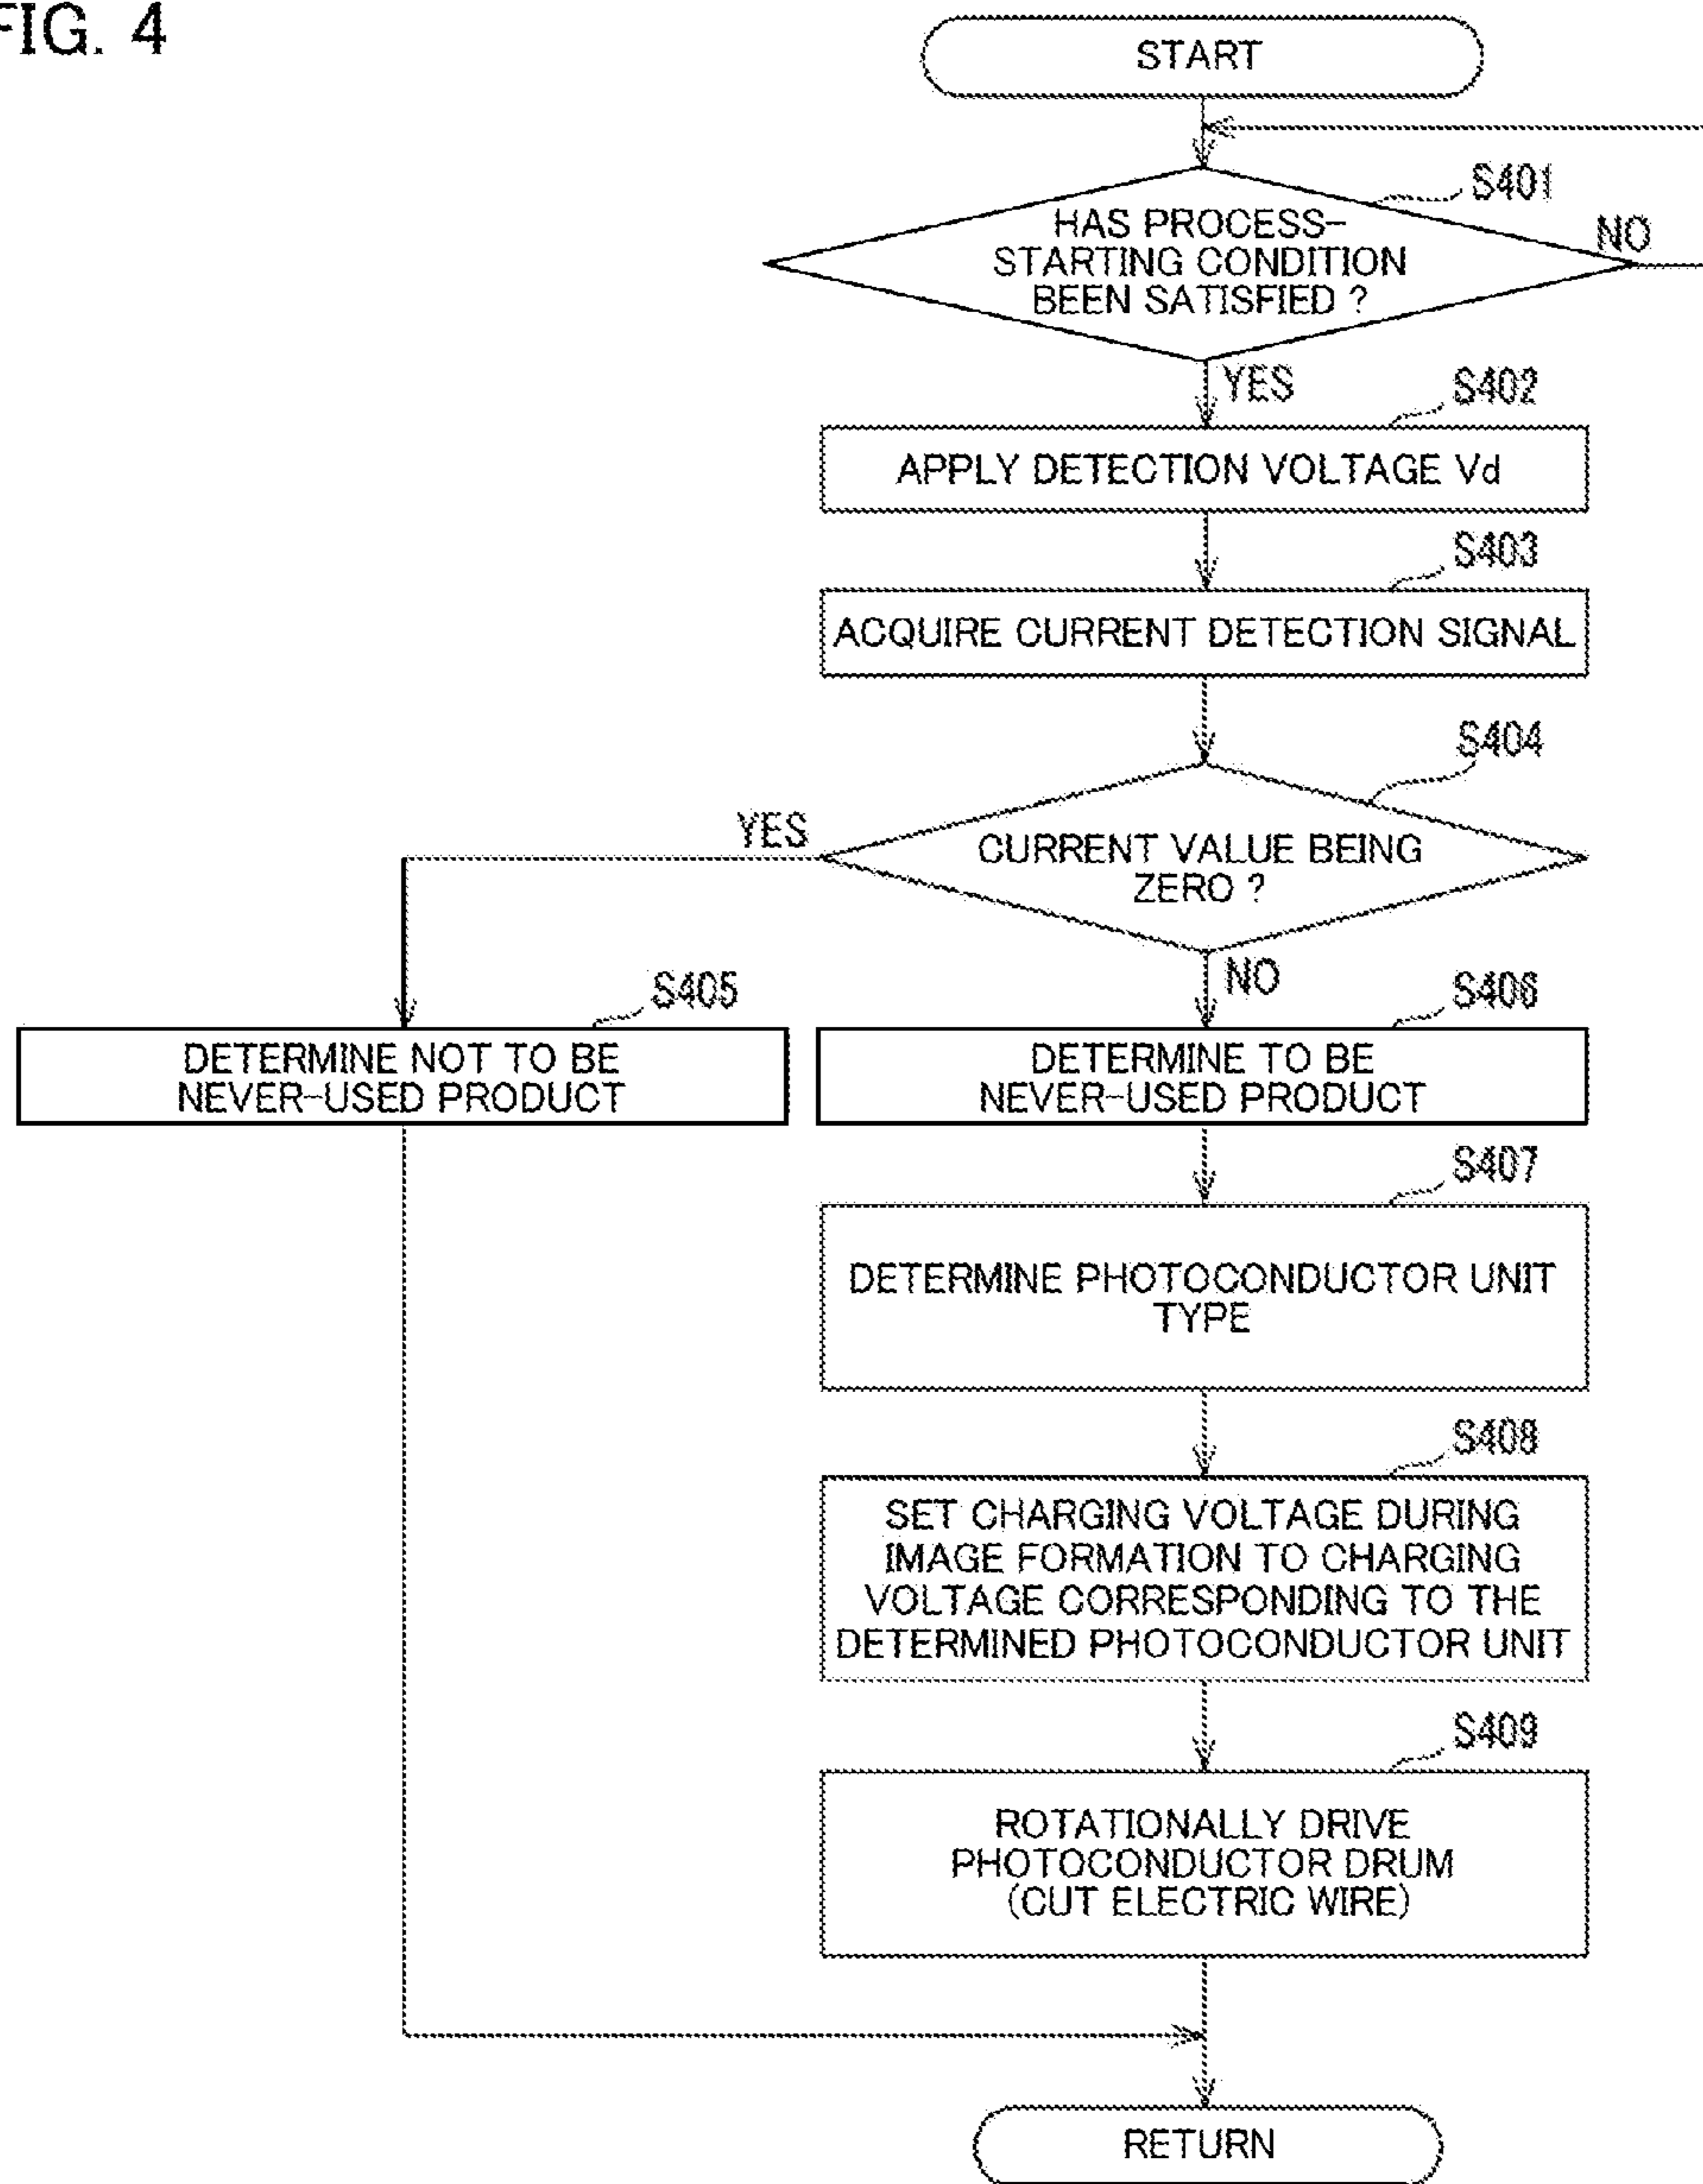 FIG. 4
START
S401
HAS PROCESS-
STARTING CONDITION
BEEN SATISFIED ?
NO
YES
S402
APPLY DETECTION VOLTAGE Vd
S403
ACQUIRE CURRENT DETECTION SIGNAL
S404
YES
CURRENT VALUE BEING
ZERO ?
NO
S405
DETERMINE NOT TO BE
NEVER-USED PRODUCT
S406
DETERMINE TO BE
NEVER-USED PRODUCT
S407
DETERMINE PHOTOCONDUCTOR UNIT
TYPE
S408
SET CHARGING VOLTAGE DURING
IMAGE FORMATION TO CHARGING
VOLTAGE CORRESPONDING TO THE
DETERMINED PHOTOCONDUCTOR UNIT
S409
ROTATIONALLY DRIVE
PHOTOCONDUCTOR DRUM
(CUT ELECTRIC WIRE)
RETURN